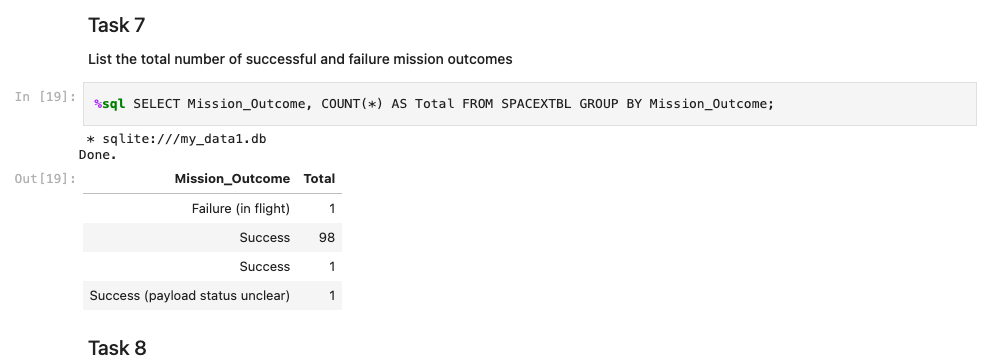 Task 7
List the total number of successful and failure mission outcomes
In [19]: %sql SELECT Mission_Outcome, COUNT(*) AS Total FROM SPACEXTBL GROUP BY Mission_Outcome;
* sqlite:///my_data1.db
Done.
Out[19]: Mission_Outcome Total
Failure (in flight) 1
Success 98
Success 1
Success (payload status unclear) 1
Task 8